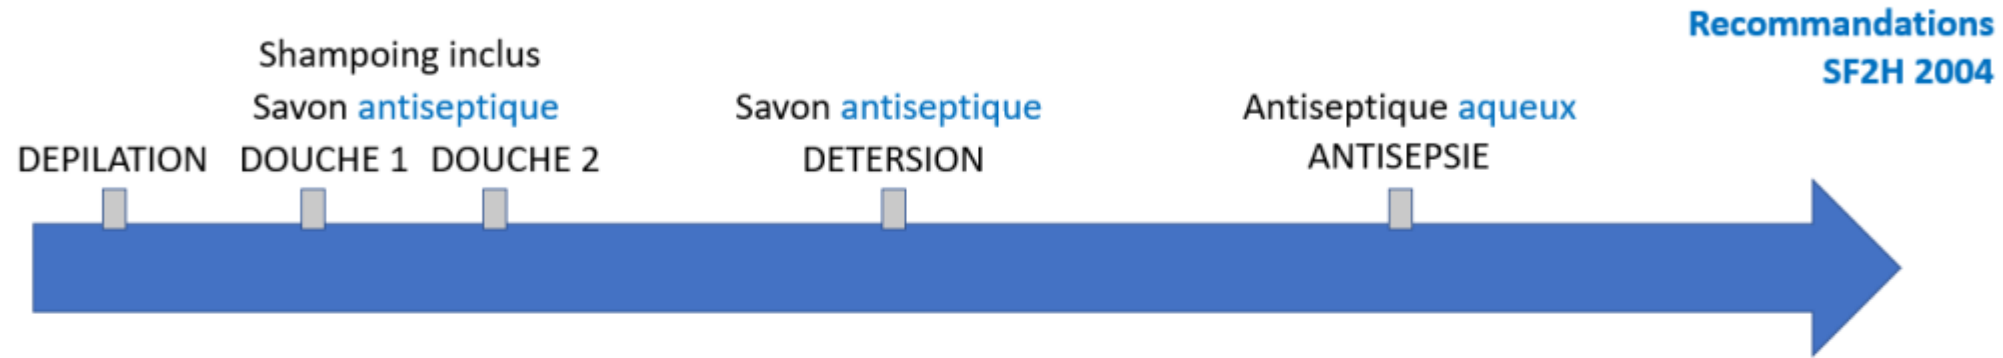 Recommandations
SF2H 2004
Shampoing inclus
Savon antiseptique
DEPILATION DOUCHE 1 DOUCHE 2
Savon antiseptique
DETERSION
Antiseptique aqueux
ANTISEPSIE